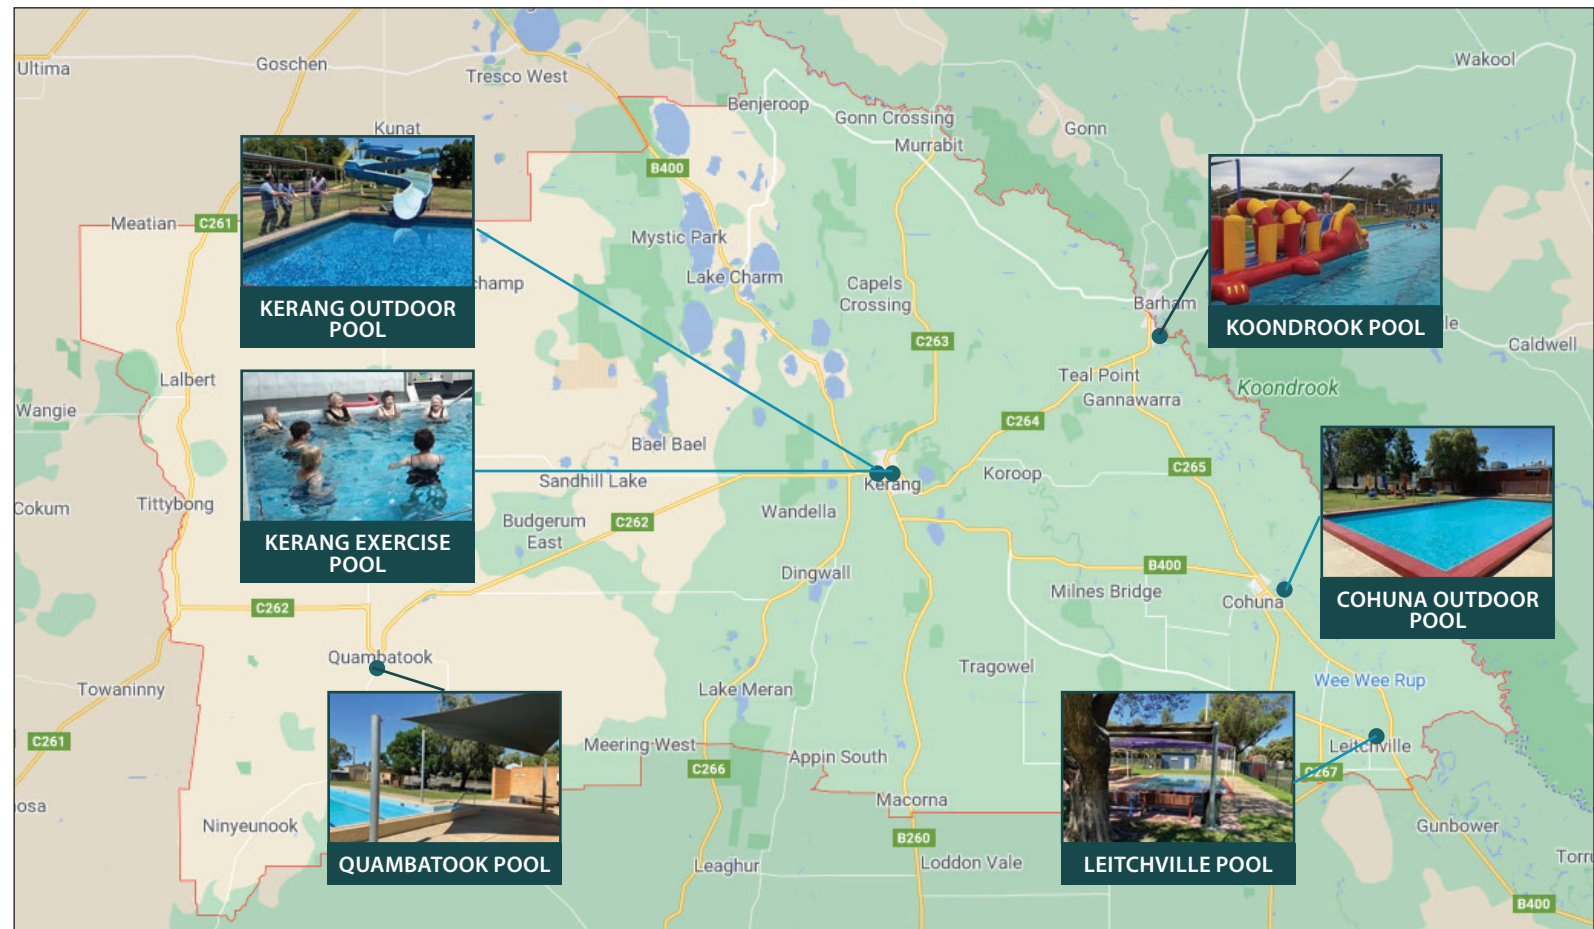 Ultima
Goschen
Tresco West
Wakool
Kunat
Benjeroop
Gonn Crossing
Gonn
Murrabit
B400
Meatian
C261
Mystic Park
Lake Charm
champ
Capels
Crossing
Barham
KERANG OUTDOOR
POOL
KOONDROOK POOL
le
Caldwell
C263
Lalbert
Teal Point
Gannawarra
Koondrook
Wangie
C264
Bael Bael
C265
Koroop
Sandhill Lake
Kerang
Cokum
Tittybong
Wandella
Budgerum
East
C262
KERANG EXERCISE
POOL
Dingwall
B400
Milnes Bridge
Cohuna
COHUNA OUTDOOR
POOL
C262
Quambatook
Tragowel
Wee Wee Rup
Towaninny
Lake Meran
C261
Meering West
Appin South
Leitchville
C266
C267
osa
Macorna
Ninyeunook
Gunbower
B260
QUAMBATOOK POOL
Leaghur
Loddon Vale
LEITCHVILLE POOL
Torru
B400